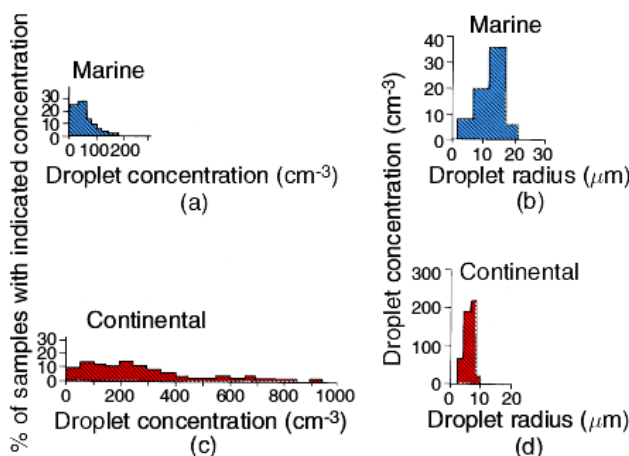 % of samples with indicated concentration
Marine
30
20
10
0
0 100 200
Droplet concentration (cm-3)
(a)
Droplet concentration (cm-3)
Marine
40
30
20
10
0
0 10 20 30
Droplet radius (μm)
(b)
Continental
30
20
10
0
0 200 400 600 800 1000
Droplet concentration (cm-3)
(c)
Continental
300
200
100
0
0 10 20
Droplet radius (μm)
(d)